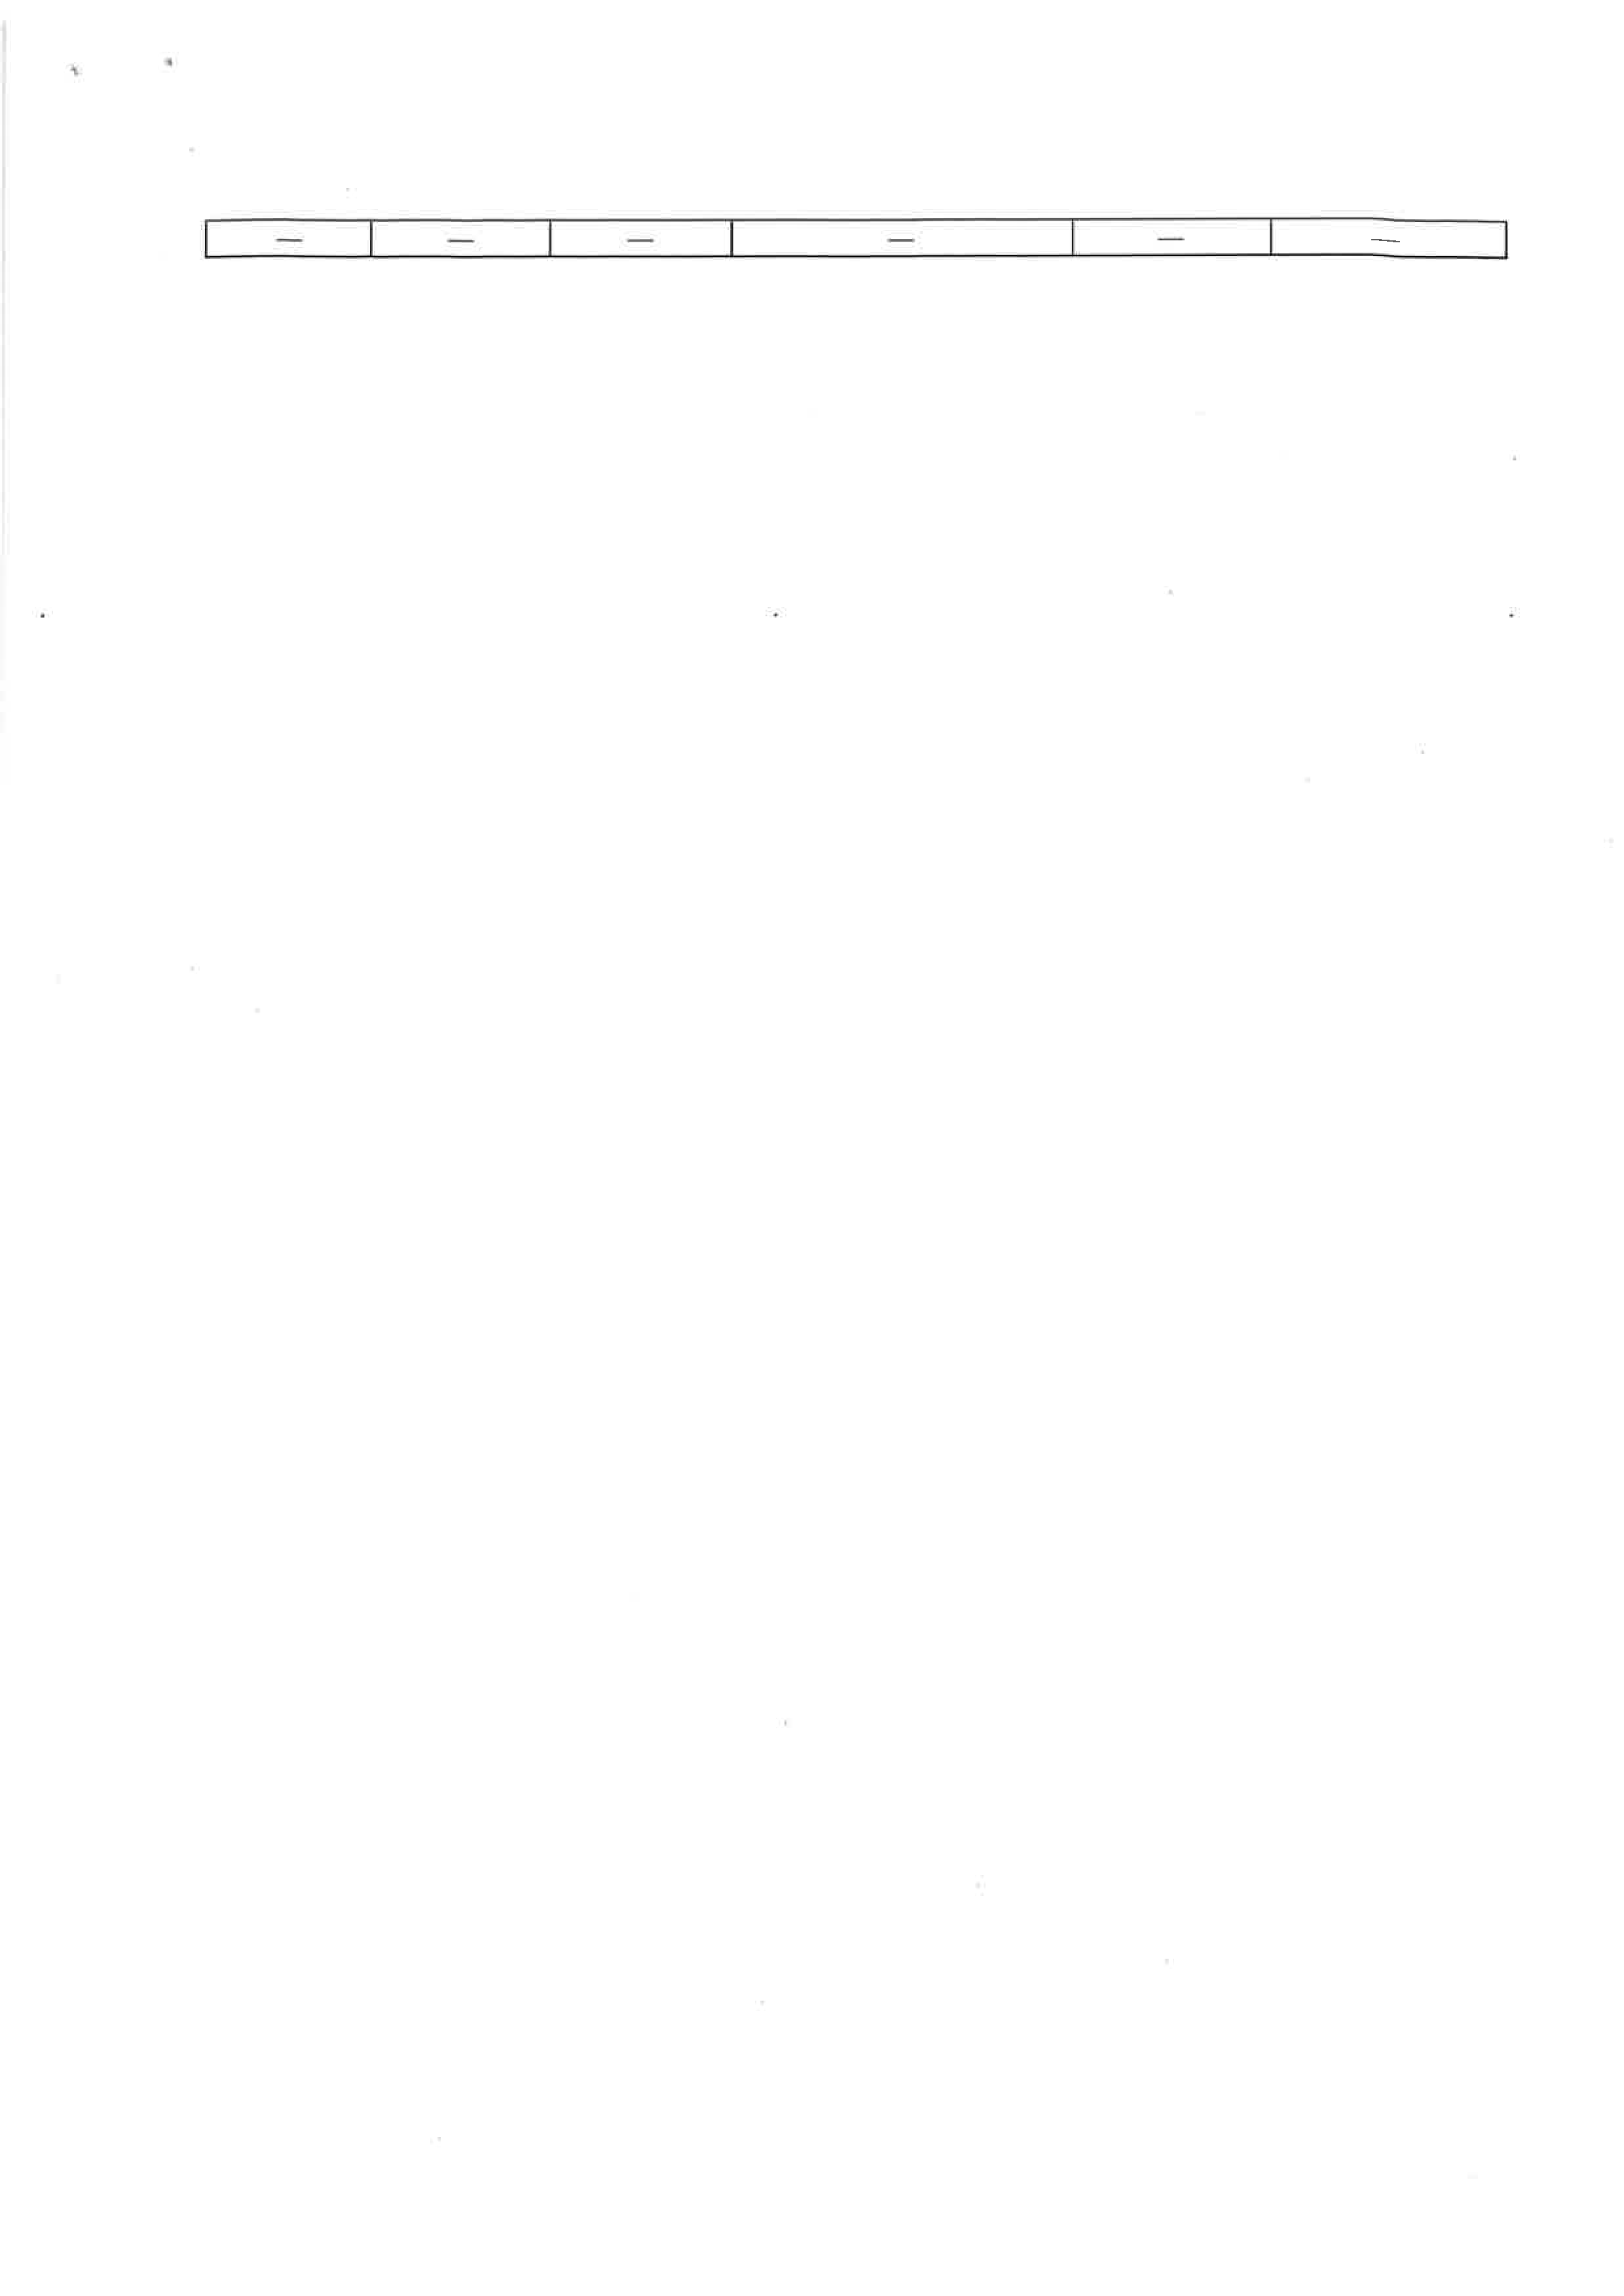 — — — — — —